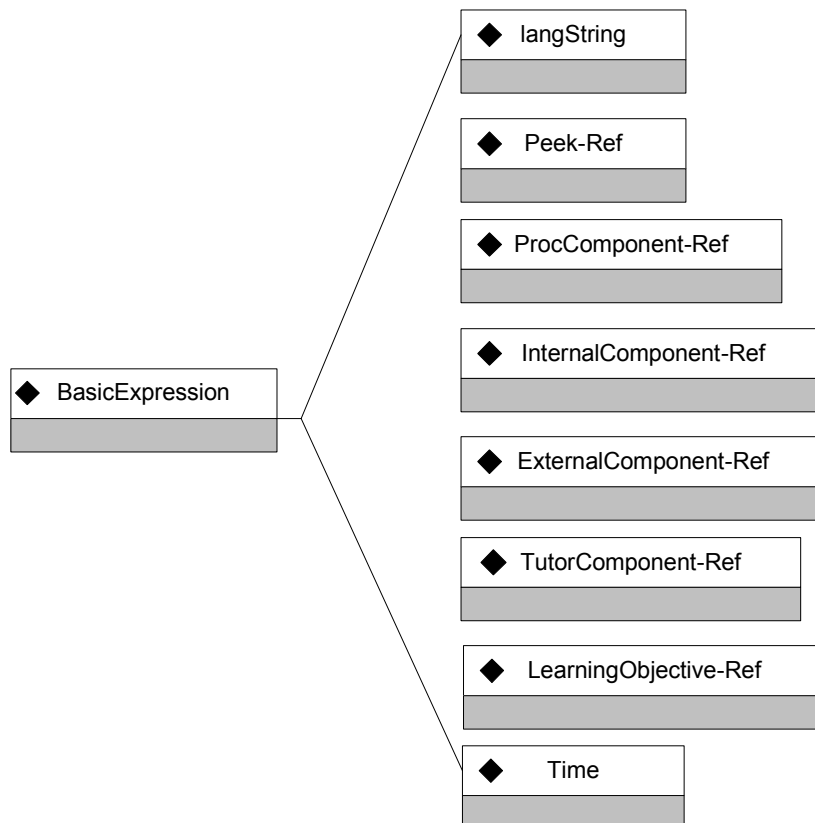 langString
Peek-Ref
ProcComponent-Ref
InternalComponent-Ref
BasicExpression
ExternalComponent-Ref
TutorComponent-Ref
LearningObjective-Ref
Time